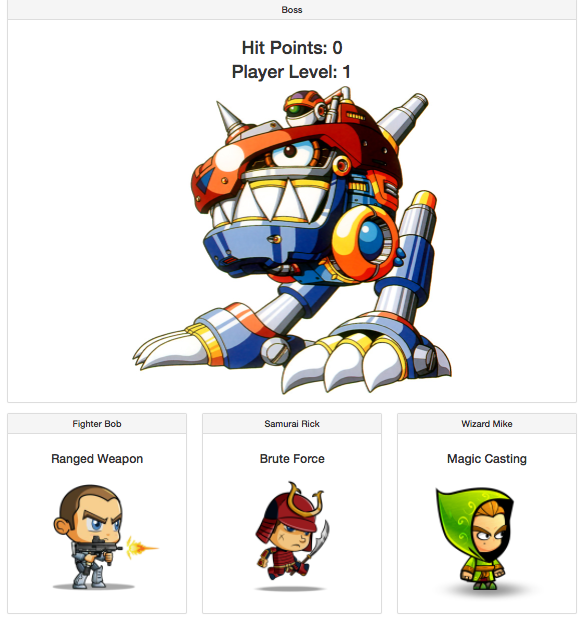 Boss
Hit Points: 0
Player Level: 1
Fighter Bob
Ranged Weapon
Samurai Rick
Brute Force
Wizard Mike
Magic Casting